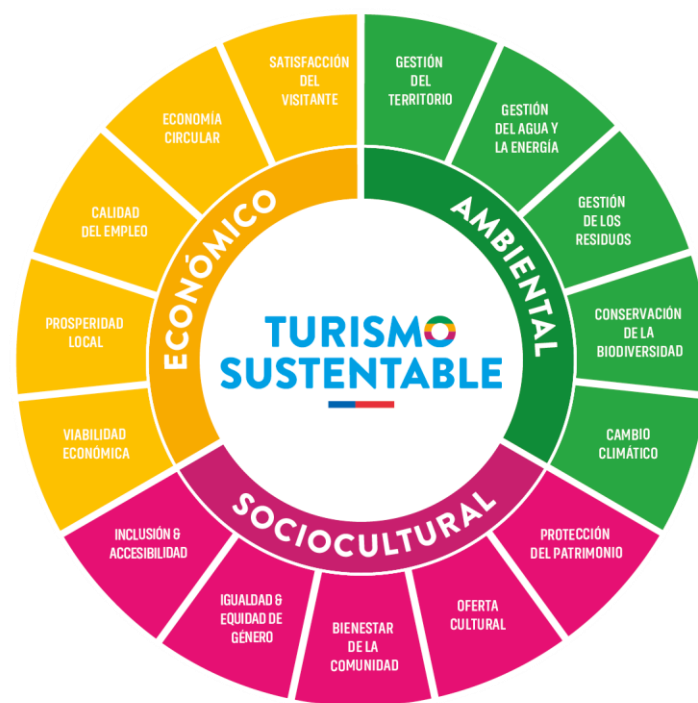 TURISMO
SUSTENTABLE
ECONÓMICO
AMBIENTAL
SOCIOCULTURAL
GESTIÓN
DEL
TERRITORIO
GESTIÓN
DEL AGUA Y
LA ENERGÍA
GESTIÓN
DE LOS
RESIDUOS
CONSERVACIÓN
DE LA
BIODIVERSIDAD
CAMBIO
CLIMÁTICO
PROTECCIÓN
DEL PATRIMONIO
OFERTA
CULTURAL
BIENESTAR
DE LA
COMUNIDAD
IGUALDAD &
EQUIDAD DE
GÉNERO
INCLUSIÓN &
ACCESIBILIDAD
VIABILIDAD
ECONÓMICA
PROSPERIDAD
LOCAL
CALIDAD
DEL EMPLEO
ECONOMÍA
CIRCULAR
SATISFACCIÓN
DEL
VISITANTE